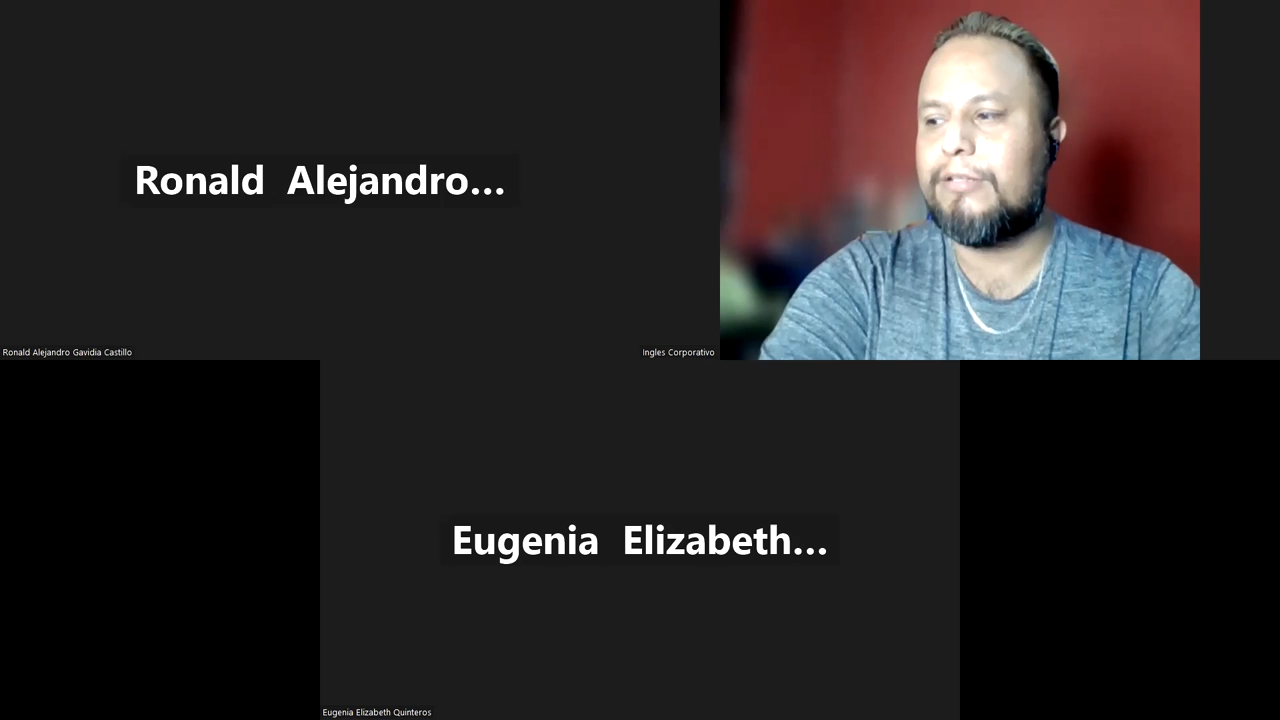 Ronald Alejandro...
Ronald Alejandro Gavidia Castillo
Ingles Corporativo
Eugenia Elizabeth...
Eugenia Elizabeth Quinteros